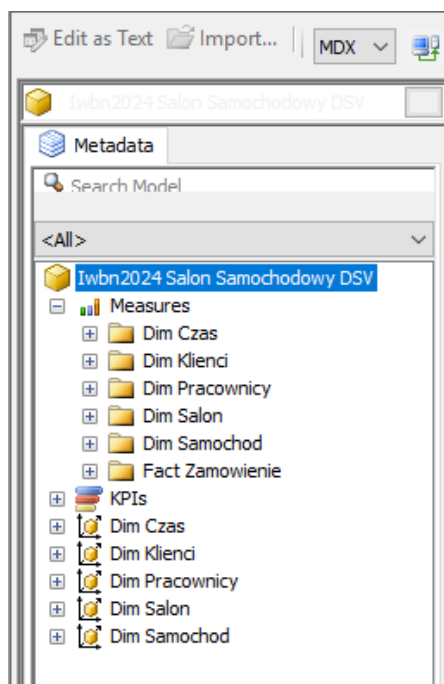 Edit as Text Import... MDX
Iwbn2024 Salon Samochodowy DSV
Metadata
Search Model
<All>
Iwbn2024 Salon Samochodowy DSV
Measures
Dim Czas
Dim Klienci
Dim Pracownicy
Dim Salon
Dim Samochod
Fact Zamowienie
KPIs
Dim Czas
Dim Klienci
Dim Pracownicy
Dim Salon
Dim Samochod